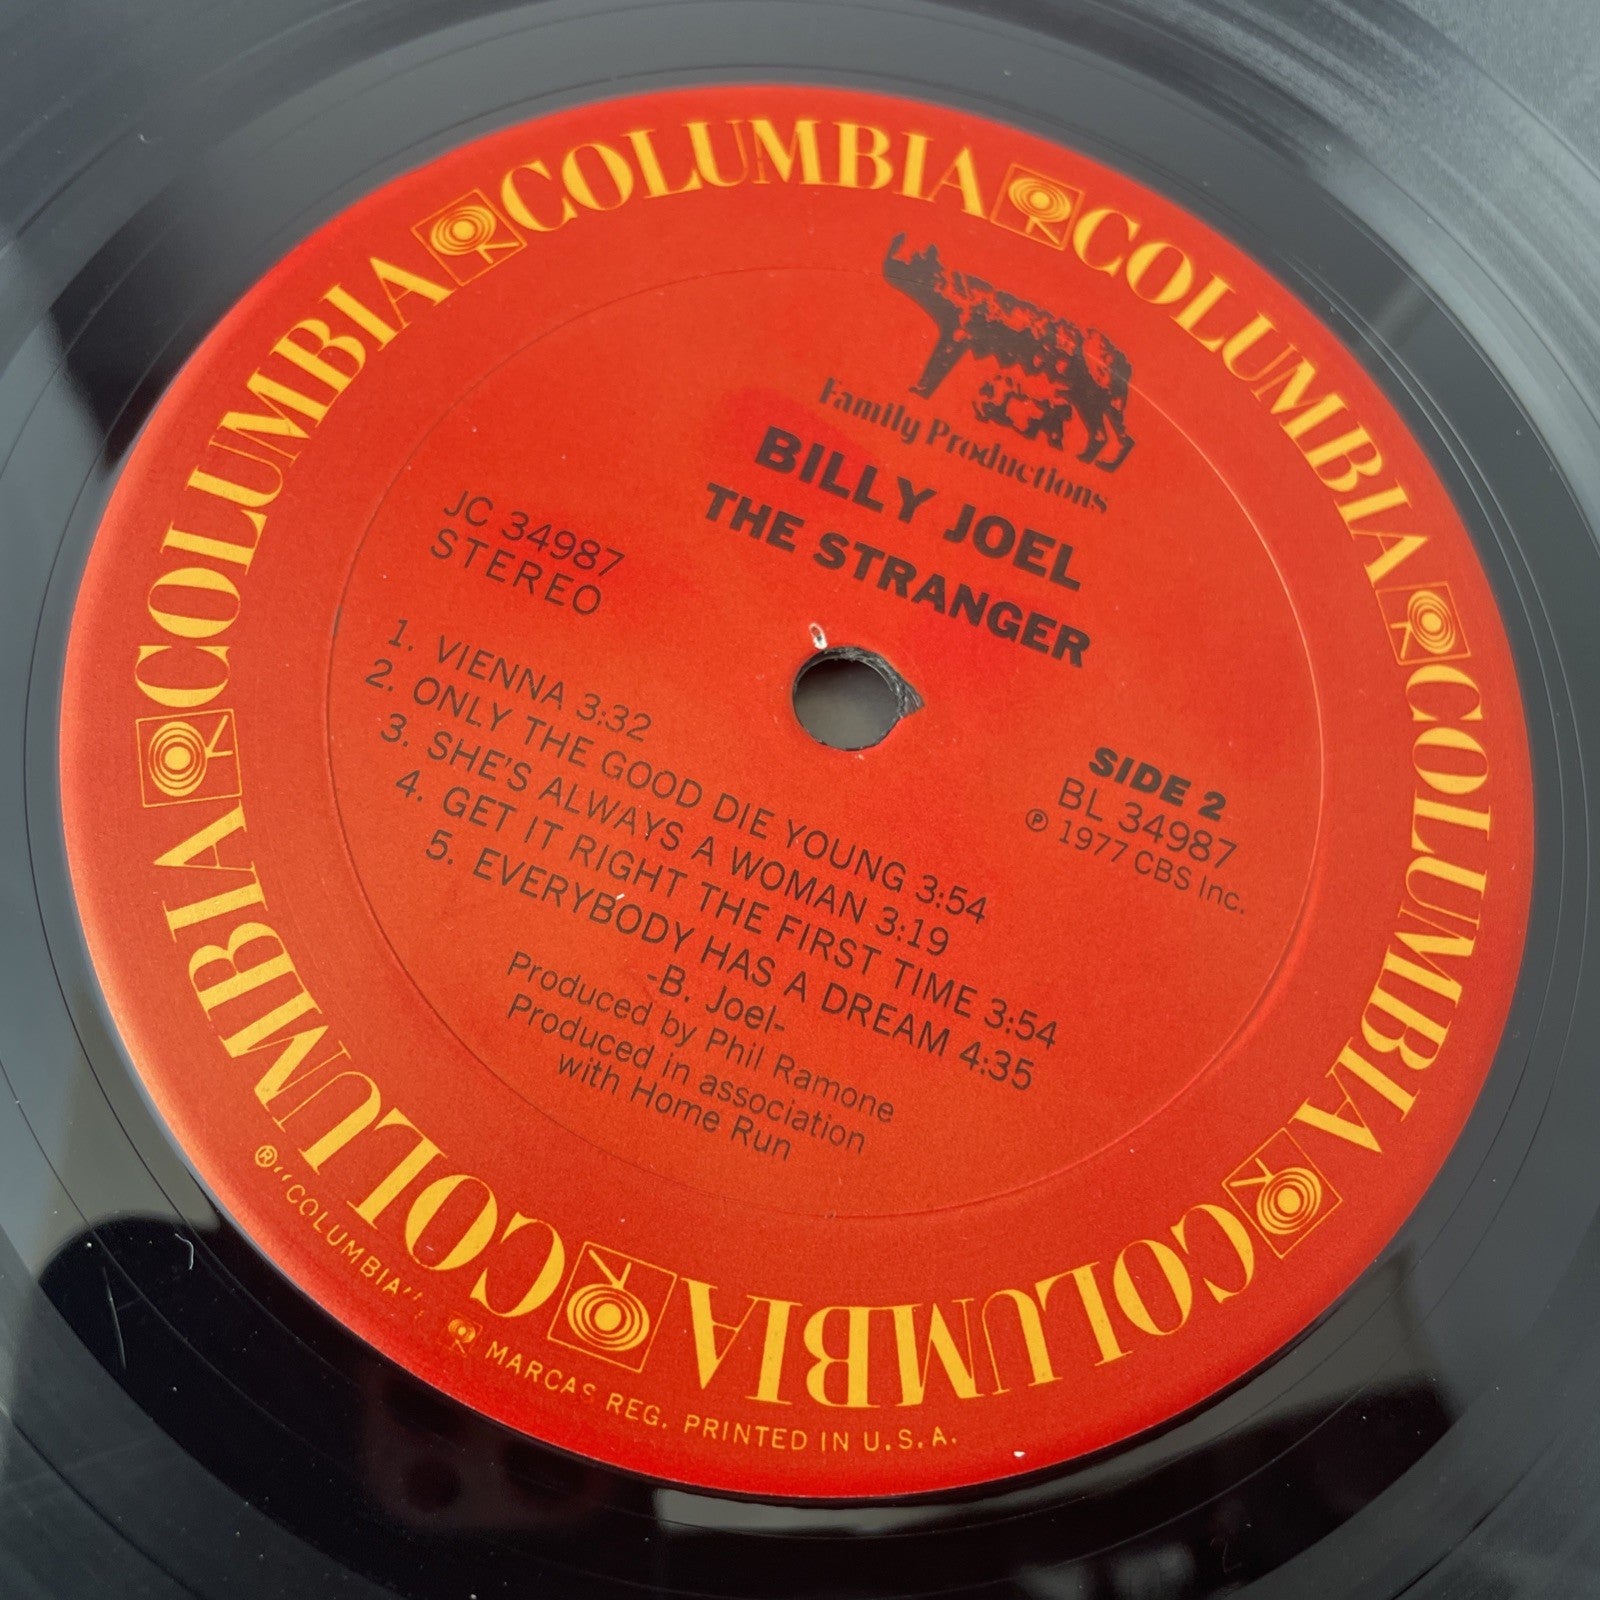 COLUMBIA COLUMBIA COLUMBIA COLUMBIA COLUMBIA COLUMBIA
Family Productions
BILLY JOEL
THE STRANGER
JC 34987
STEREO
SIDE 2
BL 34987
℗ 1977 CBS Inc.
1. VIENNA 3:32
2. ONLY THE GOOD DIE YOUNG 3:54
3. SHE'S ALWAYS A WOMAN 3:19
4. GET IT RIGHT THE FIRST TIME 3:54
5. EVERYBODY HAS A DREAM 4:35
-B. Joel-
Produced by Phil Ramone
Produced in association
with Home Run
® "COLUMBIA", MARCAS REG. PRINTED IN U.S.A.